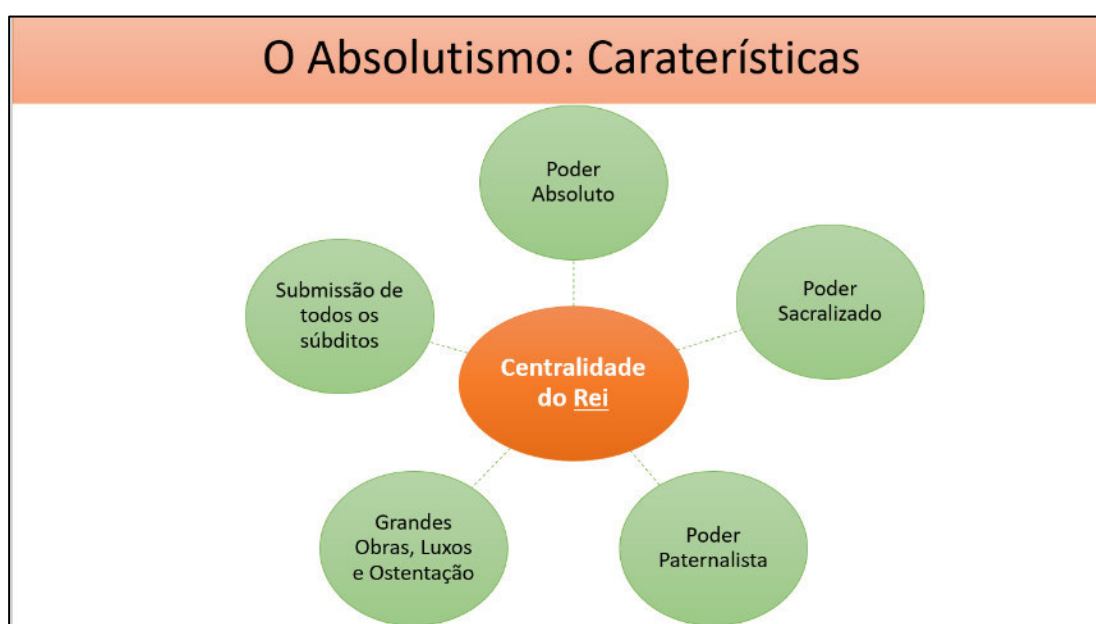 O Absolutismo: Caraterísticas
Poder
Absoluto
Poder
Sacralizado
Poder
Paternalista
Grandes
Obras, Luxos
e Ostentação
Submissão de
todos os
súbditos
Centralidade
do Rei